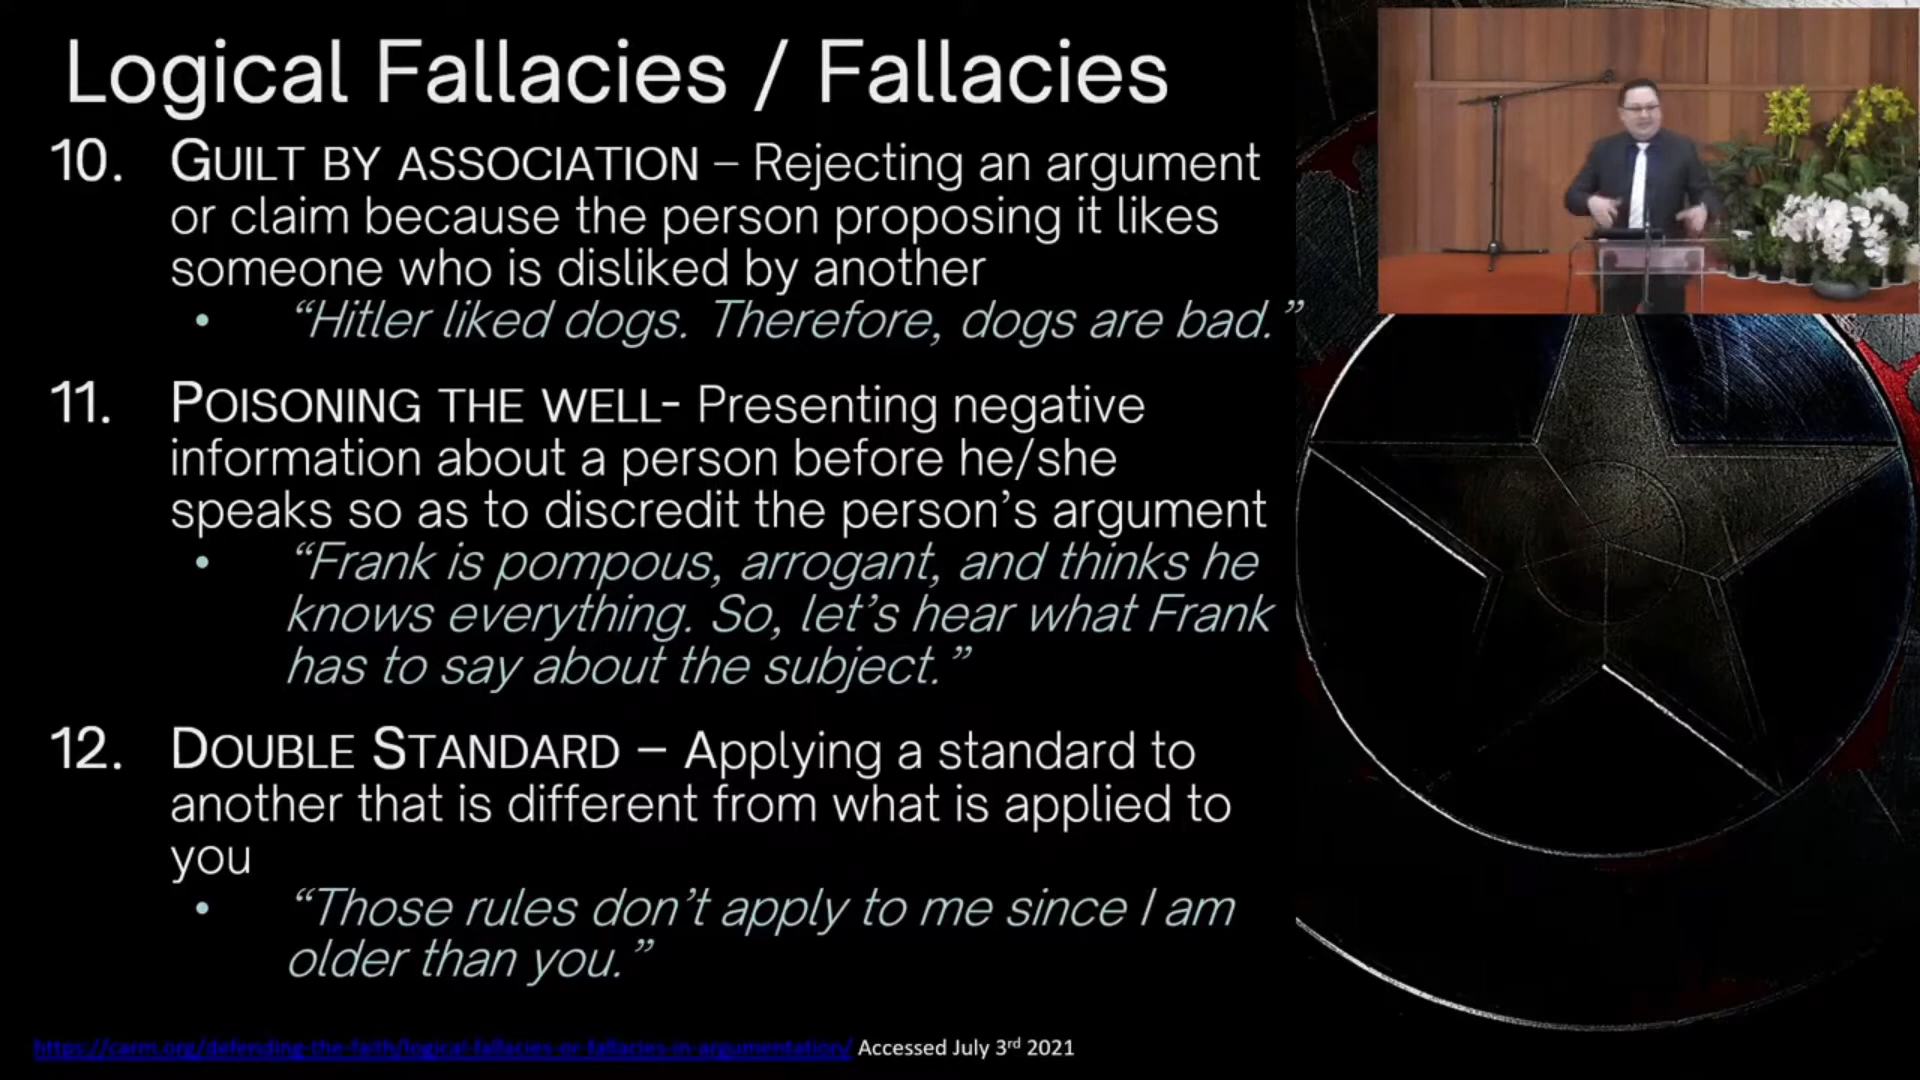 Logical Fallacies / Fallacies
10. GUILT BY ASSOCIATION – Rejecting an argument
or claim because the person proposing it likes
someone who is disliked by another
• “Hitler liked dogs. Therefore, dogs are bad.”
11. POISONING THE WELL- Presenting negative
information about a person before he/she
speaks so as to discredit the person’s argument
• “Frank is pompous, arrogant, and thinks he
knows everything. So, let’s hear what Frank
has to say about the subject.”
12. DOUBLE STANDARD – Applying a standard to
another that is different from what is applied to
you
• “Those rules don’t apply to me since I am
older than you.”
https://carm.org/defending-the-faith/logical-fallacies-or-fallacies-in-argumentation/ Accessed July 3rd 2021